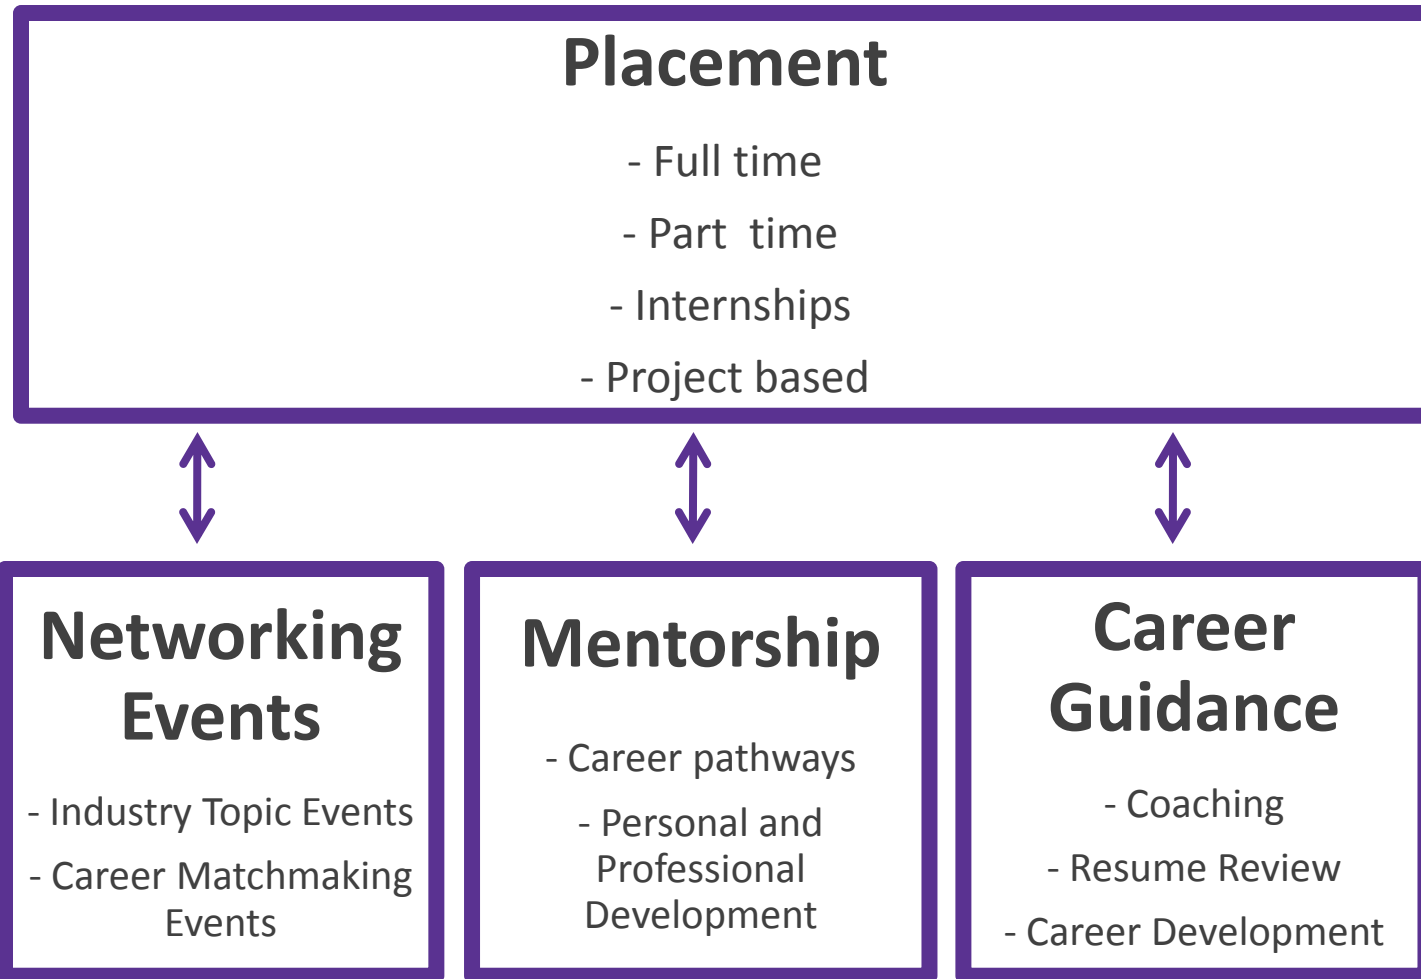 Placement
- Full time
- Part  time
- Internships
- Project based
Networking
Events
- Industry Topic Events
- Career Matchmaking
Events
Mentorship
- Career pathways
- Personal and
Professional
Development
Career
Guidance
- Coaching
- Resume Review
- Career Development